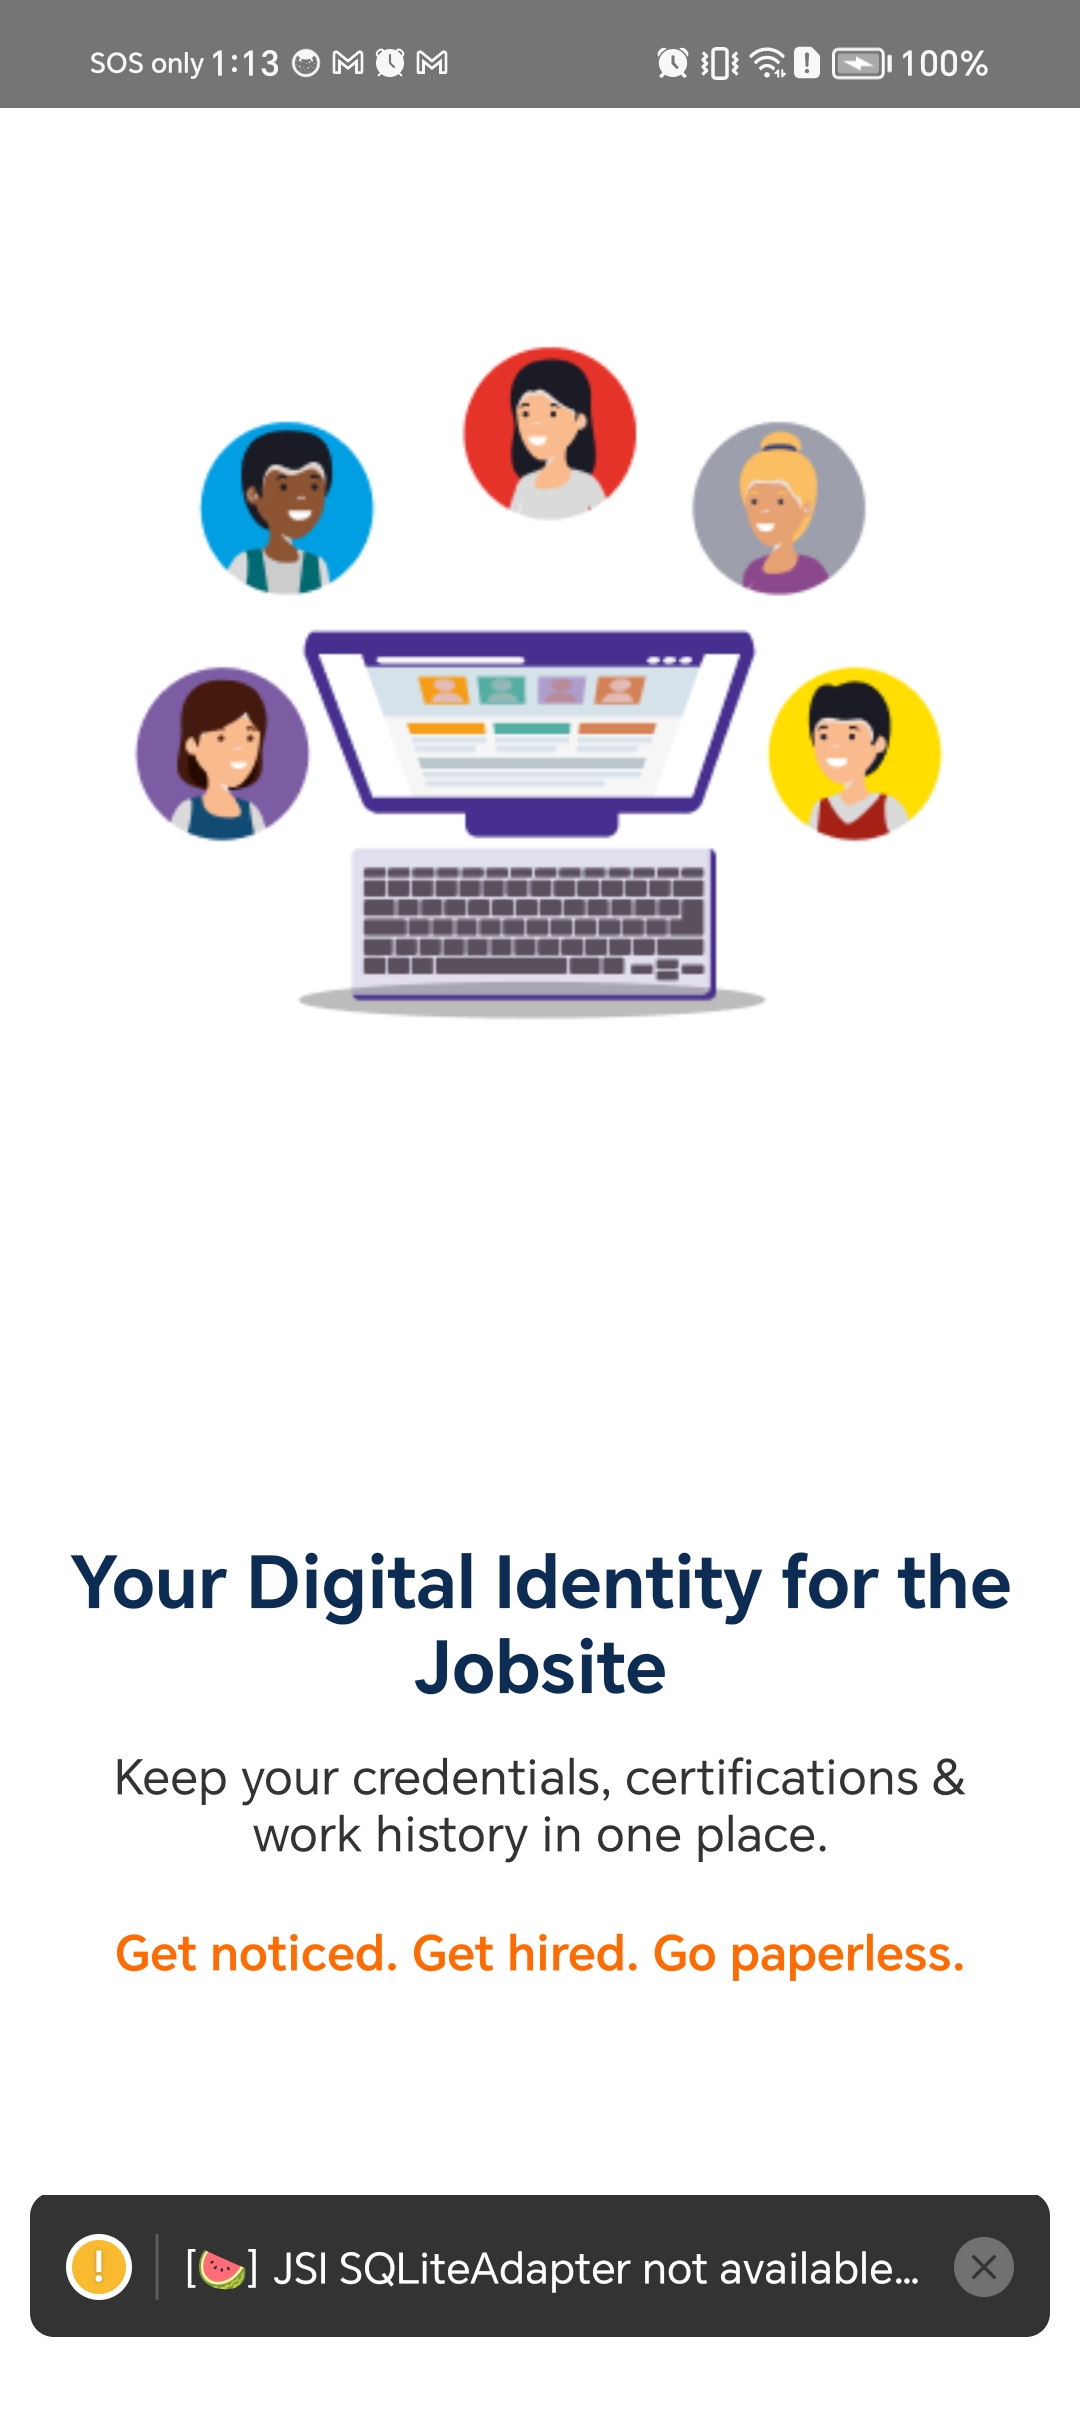 SOS only 1:13 100%
Your Digital Identity for the
Jobsite
Keep your credentials, certifications &
work history in one place.
Get noticed. Get hired. Go paperless.
[🍉] JSI SQLiteAdapter not available...